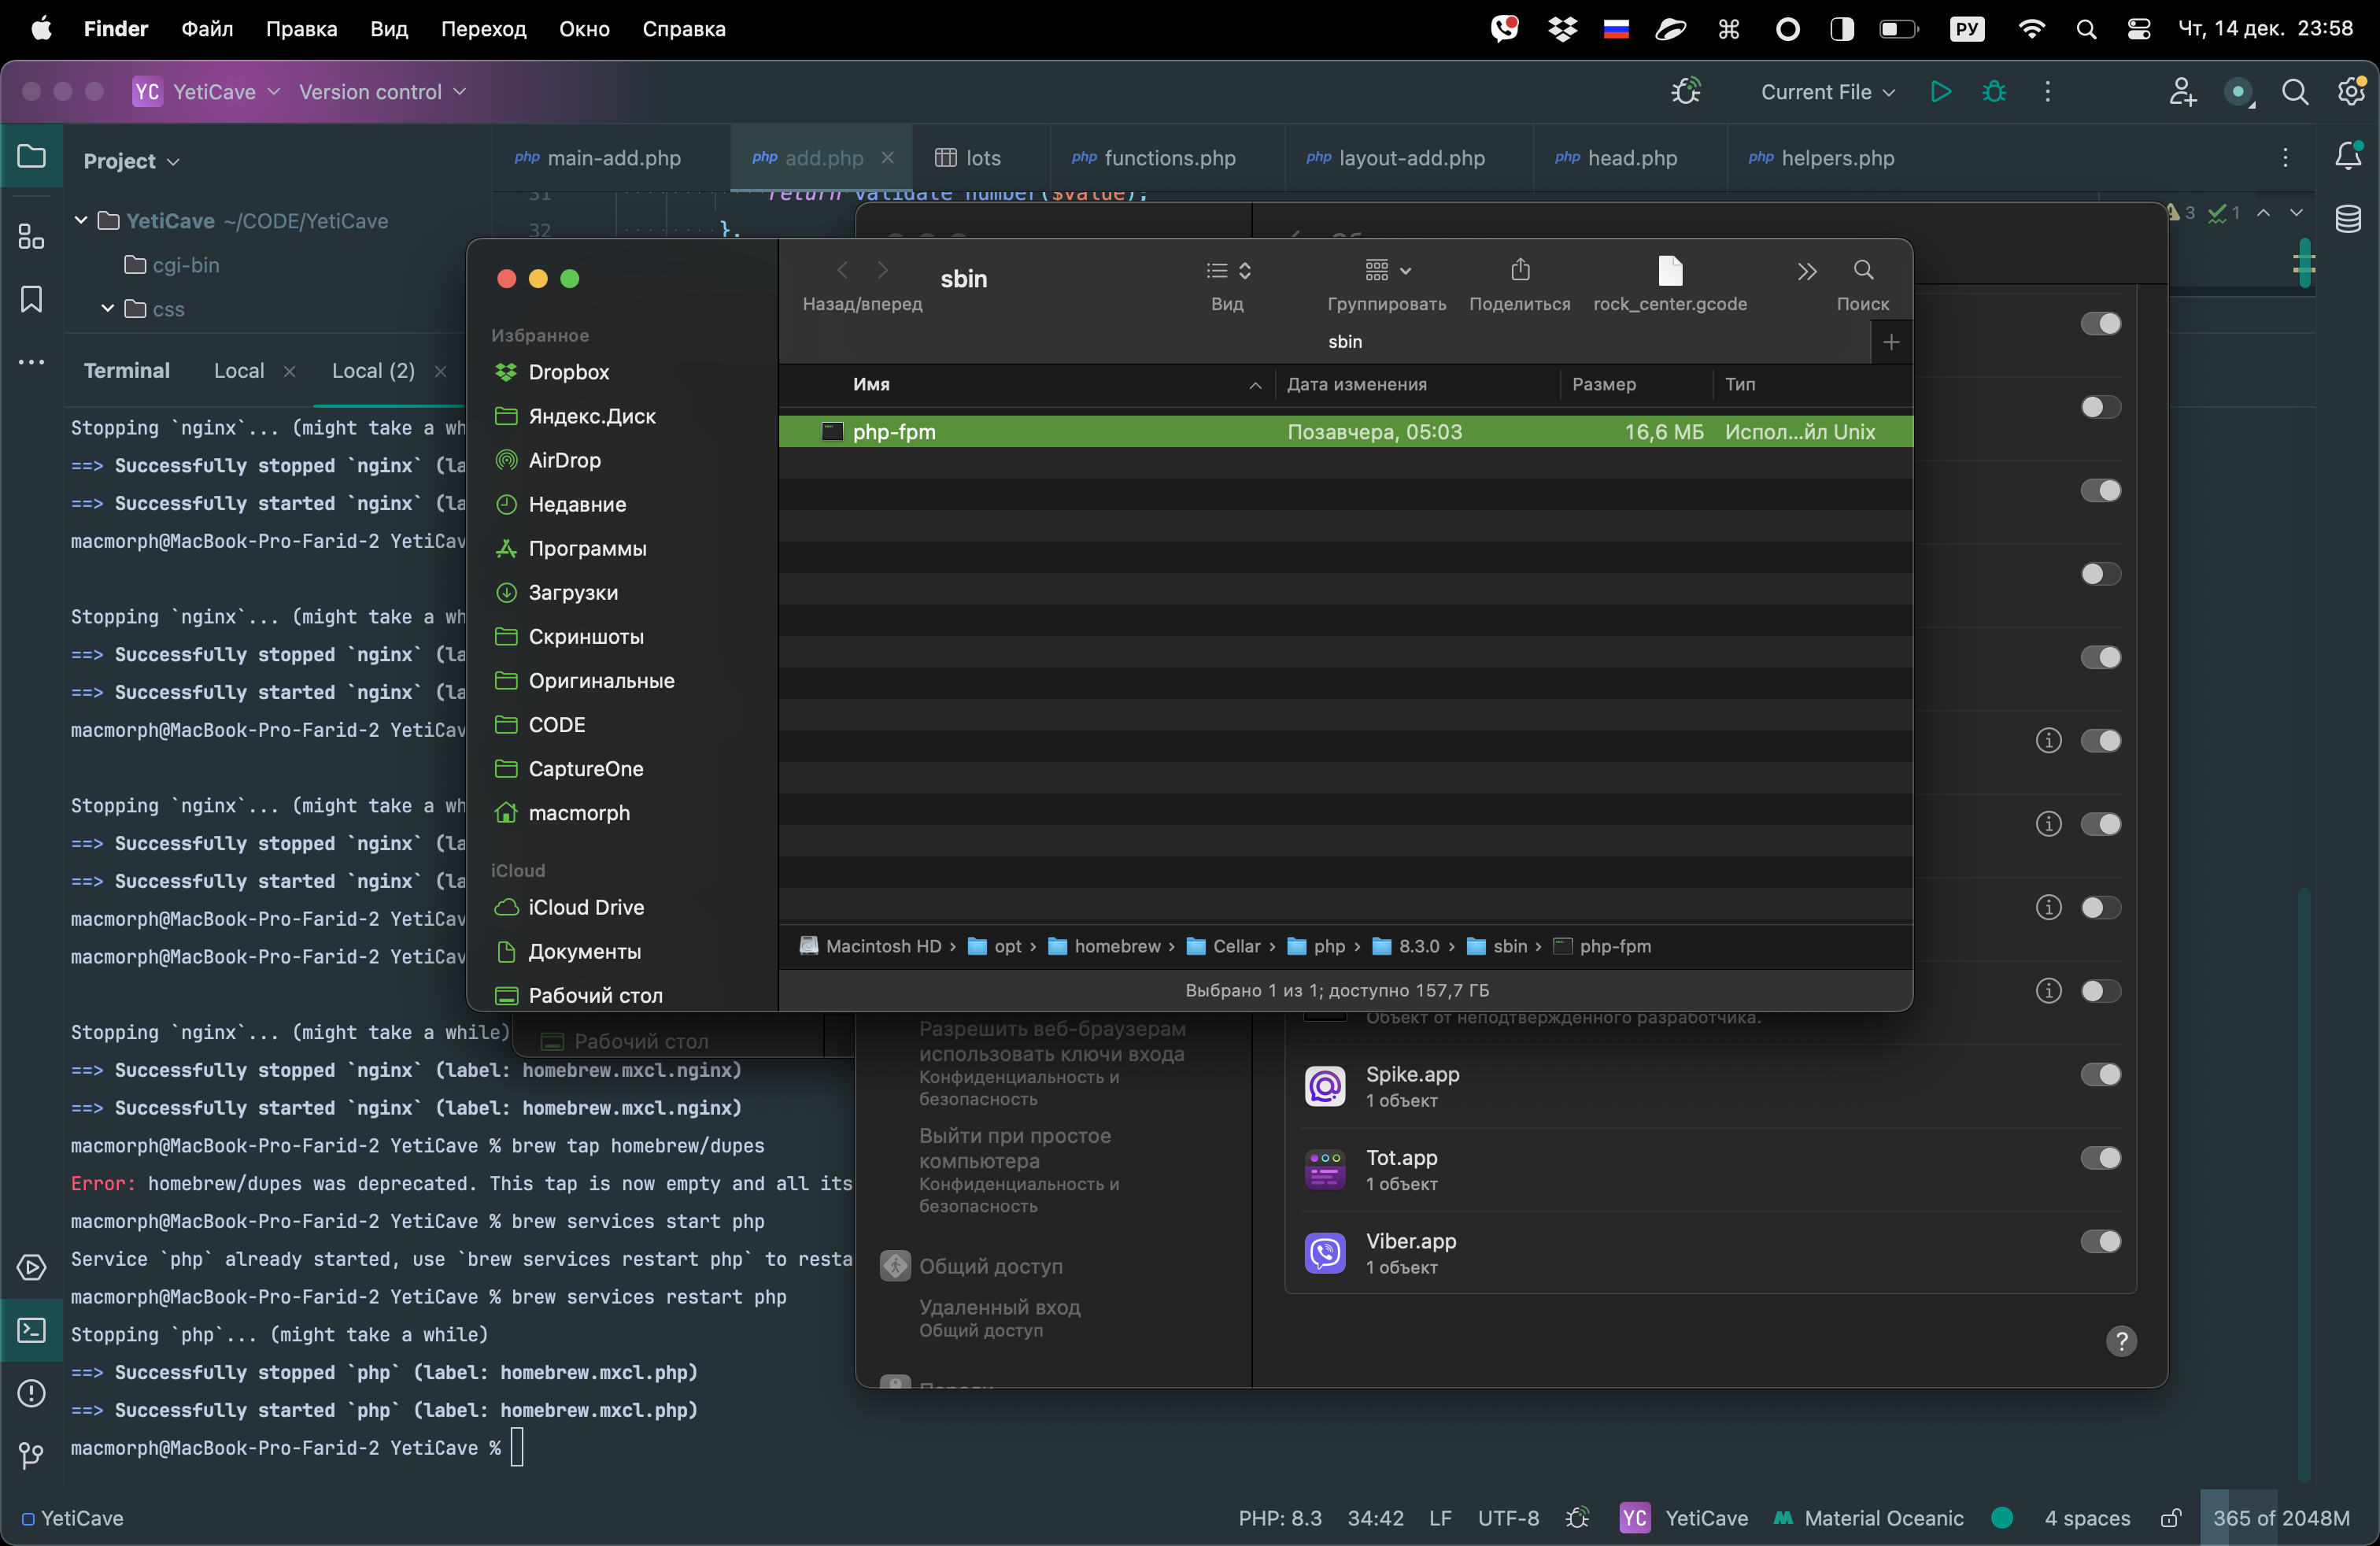 Finder Файл Правка Вид Переход Окно Справка РУ Чт, 14 дек. 23:58
YC YetiCave Version control Current File
Project
php main-add.php php add.php lots php functions.php php layout-add.php php head.php php helpers.php
31 return validate_number($value);
32 },
3 1
YetiCave ~/CODE/YetiCave
cgi-bin
css
Terminal Local Local (2)
Stopping `nginx`... (might take a wh
==> Successfully stopped `nginx` (la
==> Successfully started `nginx` (la
macmorph@MacBook-Pro-Farid-2 YetiCav
Stopping `nginx`... (might take a wh
==> Successfully stopped `nginx` (la
==> Successfully started `nginx` (la
macmorph@MacBook-Pro-Farid-2 YetiCav
Stopping `nginx`... (might take a wh
==> Successfully stopped `nginx` (la
==> Successfully started `nginx` (la
macmorph@MacBook-Pro-Farid-2 YetiCav
macmorph@MacBook-Pro-Farid-2 YetiCav
Stopping `nginx`... (might take a while)
==> Successfully stopped `nginx` (label: homebrew.mxcl.nginx)
==> Successfully started `nginx` (label: homebrew.mxcl.nginx)
macmorph@MacBook-Pro-Farid-2 YetiCave % brew tap homebrew/dupes
Error: homebrew/dupes was deprecated. This tap is now empty and all its
macmorph@MacBook-Pro-Farid-2 YetiCave % brew services start php
Service `php` already started, use `brew services restart php` to resta
macmorph@MacBook-Pro-Farid-2 YetiCave % brew services restart php
Stopping `php`... (might take a while)
==> Successfully stopped `php` (label: homebrew.mxcl.php)
==> Successfully started `php` (label: homebrew.mxcl.php)
macmorph@MacBook-Pro-Farid-2 YetiCave %
Избранное
Dropbox
Яндекс.Диск
AirDrop
Недавние
Программы
Загрузки
Скриншоты
Оригинальные
CODE
CaptureOne
macmorph
iCloud
iCloud Drive
Документы
Рабочий стол
sbin
Назад/вперед Вид Группировать Поделиться rock_center.gcode Поиск
sbin
Имя Дата изменения Размер Тип
php-fpm Позавчера, 05:03 16,6 МБ Испол...йл Unix
Macintosh HD › opt › homebrew › Cellar › php › 8.3.0 › sbin › php-fpm
Выбрано 1 из 1; доступно 157,7 ГБ
Рабочий стол
Разрешить веб-браузерам
использовать ключи входа
Конфиденциальность и
безопасность
Выйти при простое
компьютера
Конфиденциальность и
безопасность
Общий доступ
Удаленный вход
Общий доступ
Объект от неподтвержденного разработчика.
Spike.app
1 объект
Tot.app
1 объект
Viber.app
1 объект
?
YetiCave PHP: 8.3 34:42 LF UTF-8 YC YetiCave Material Oceanic 4 spaces 365 of 2048M